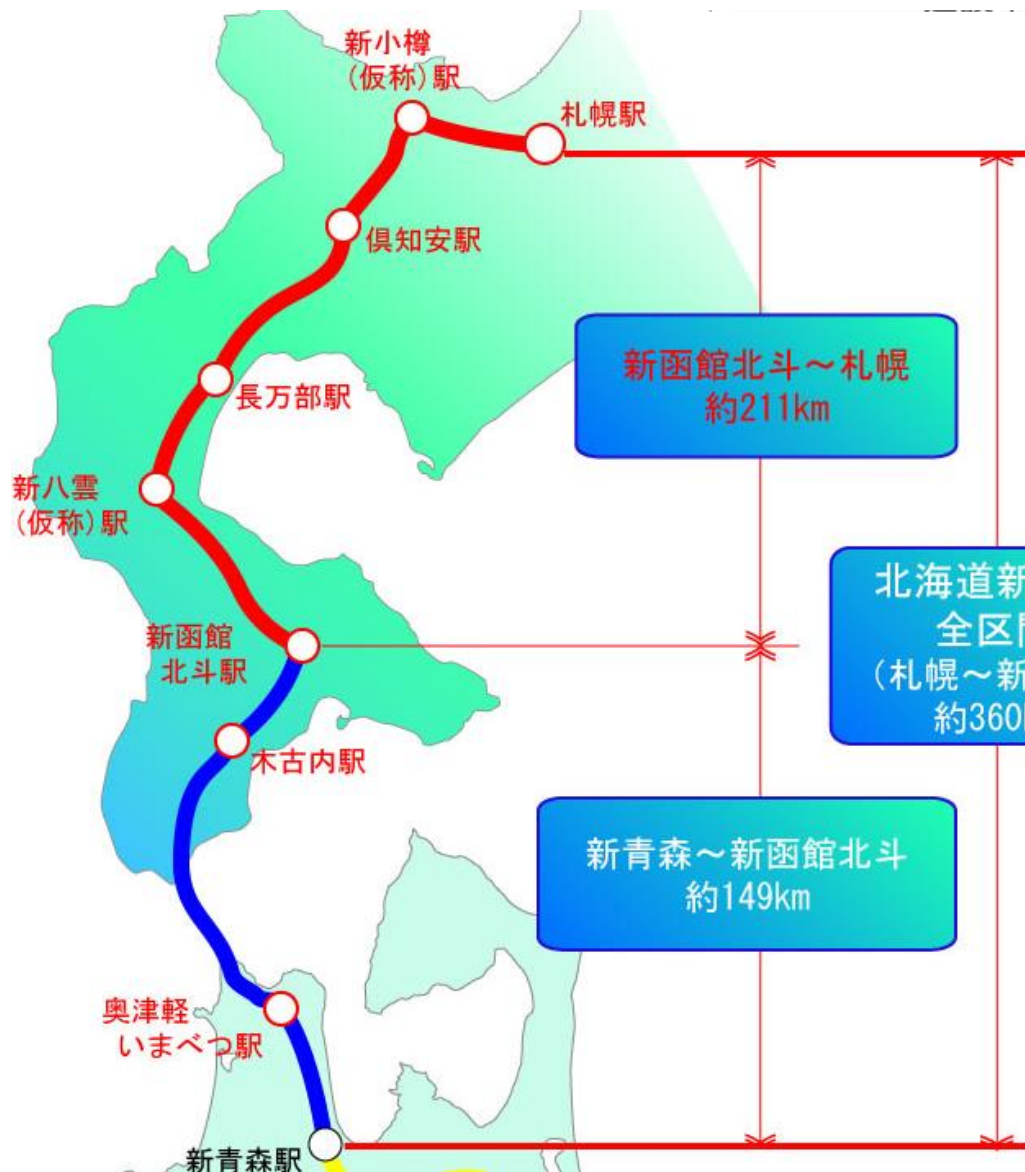 新小樽
(仮称)駅
札幌駅
倶知安駅
長万部駅
新八雲
(仮称)駅
新函館
北斗駅
木古内駅
奥津軽
いまべつ駅
新青森駅
新函館北斗～札幌
約211km
北海道新
全区
(札幌～新
約360
新青森～新函館北斗
約149km